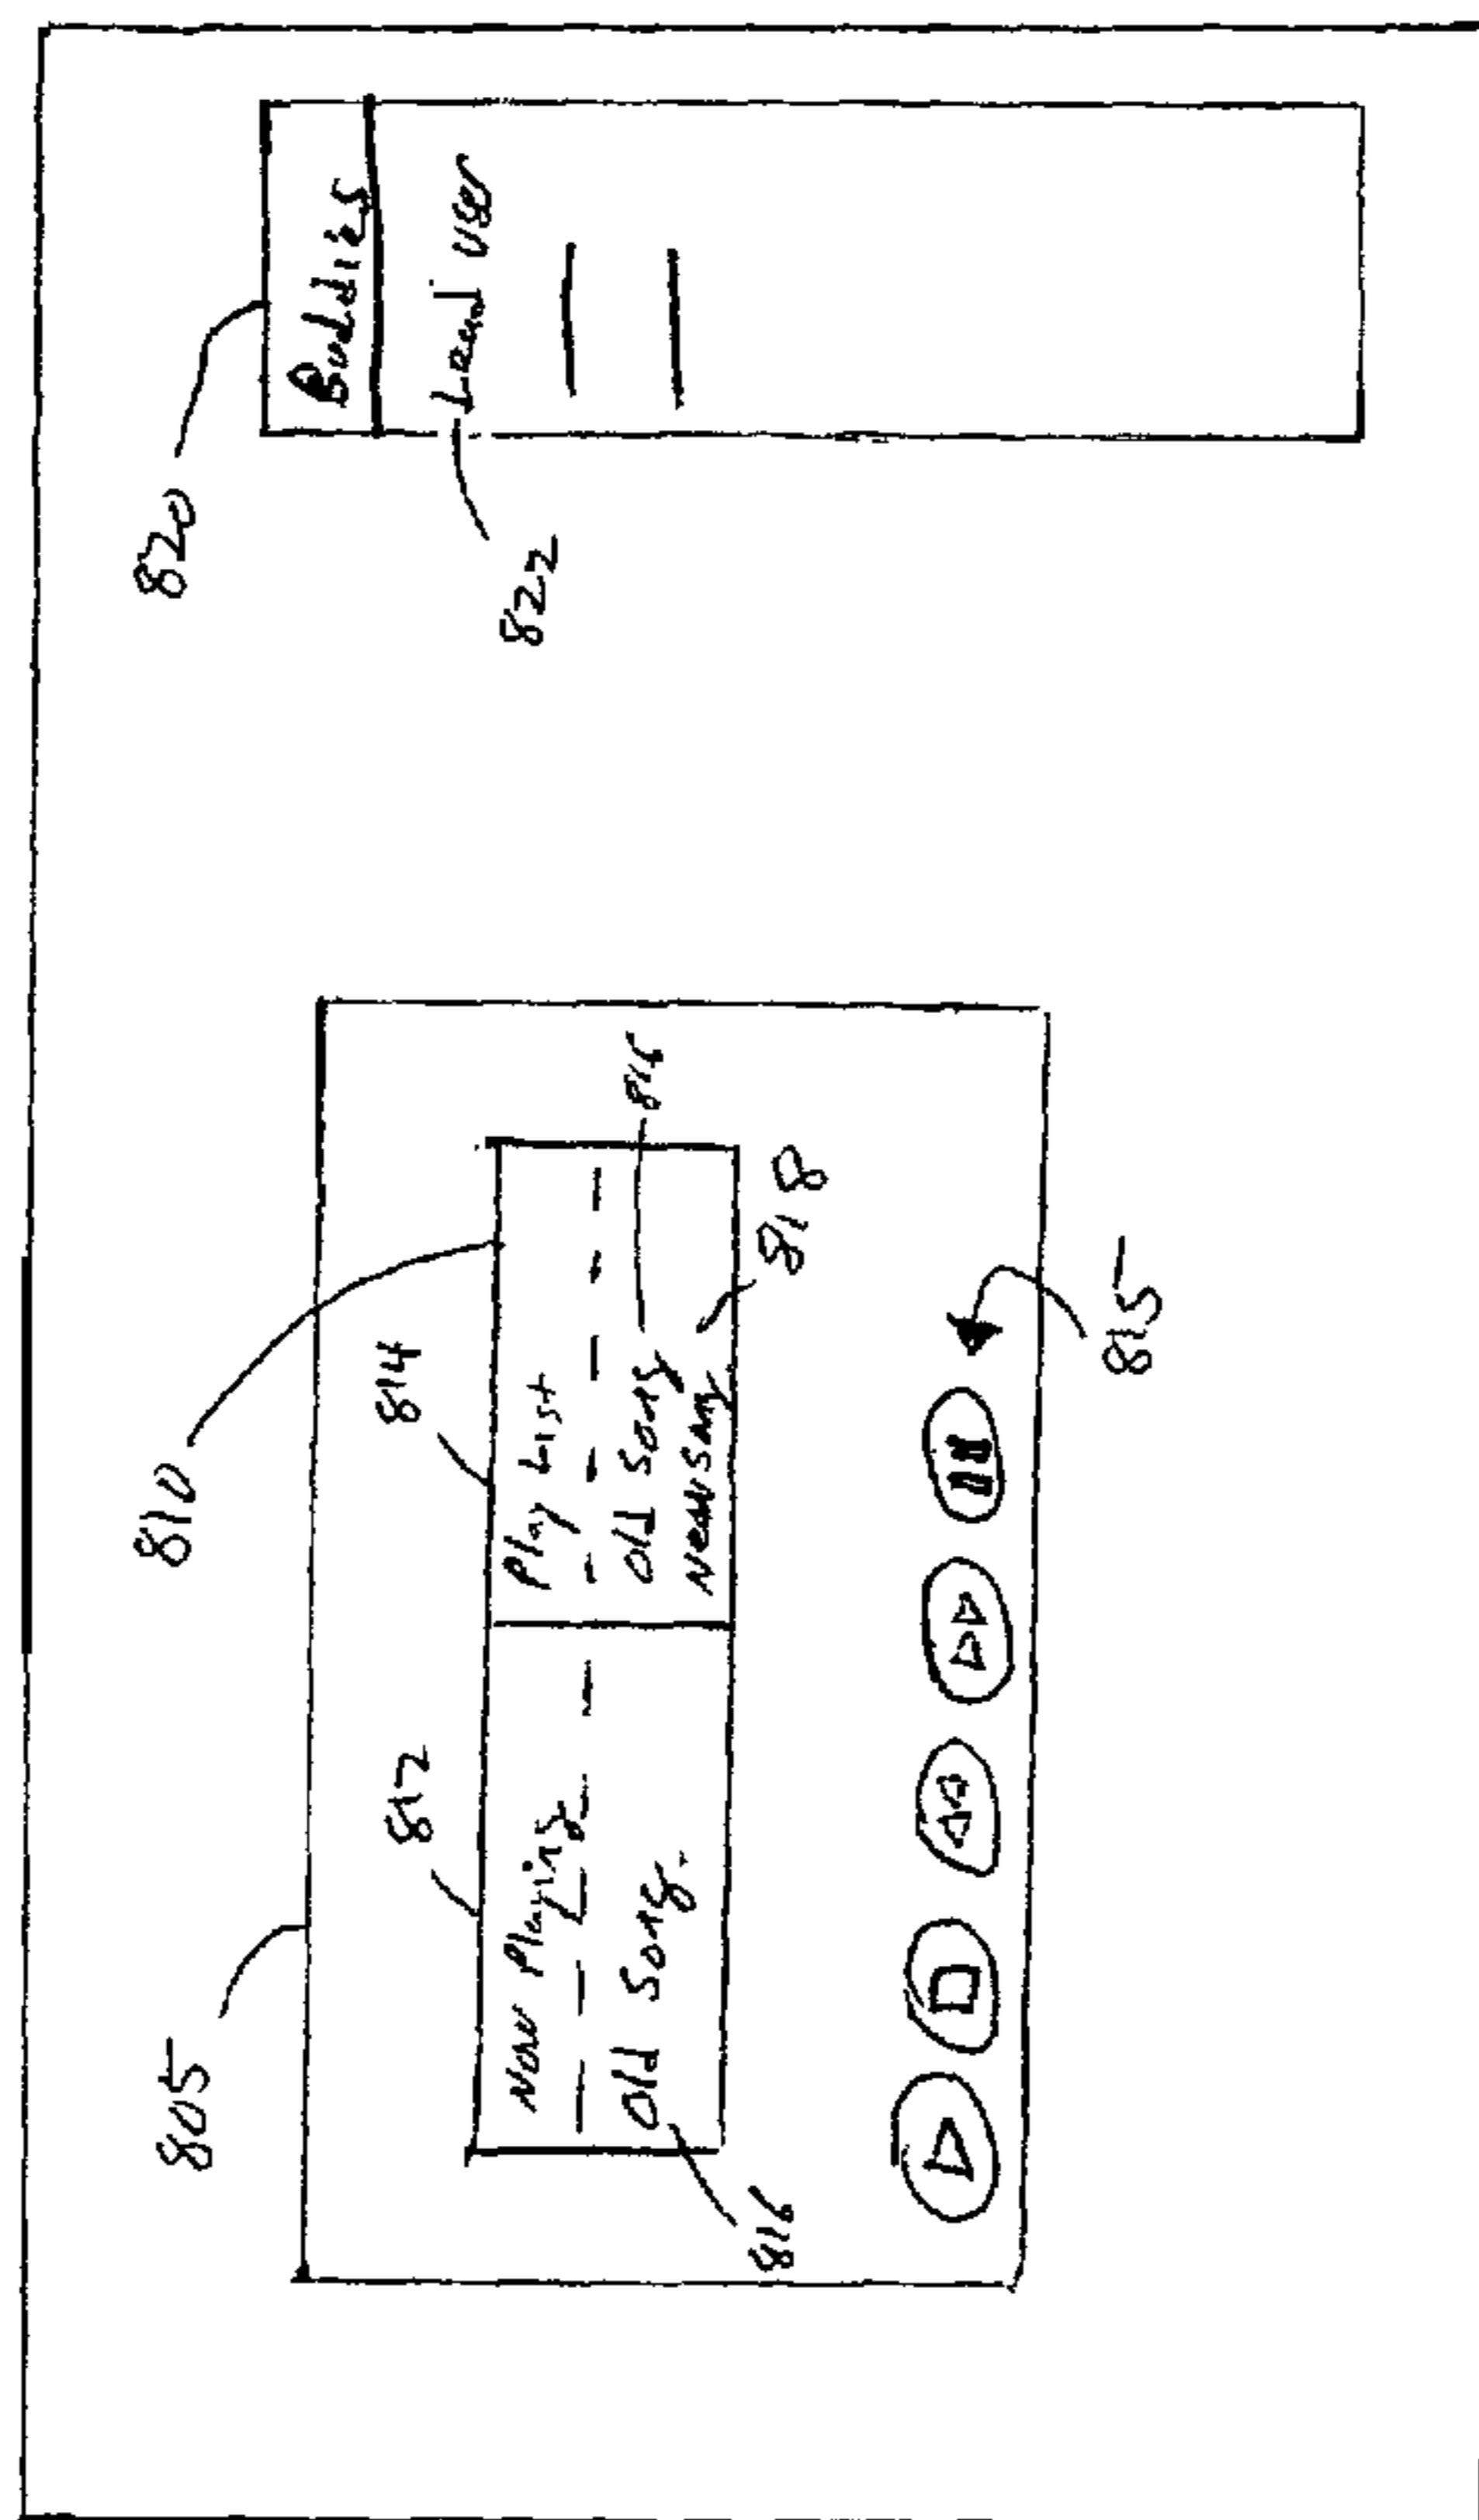 805
810
820
812
814
Buddies
Now Playing
Play List
Lead User
822
Old Song
Old Song
816
New Song
816
818
815